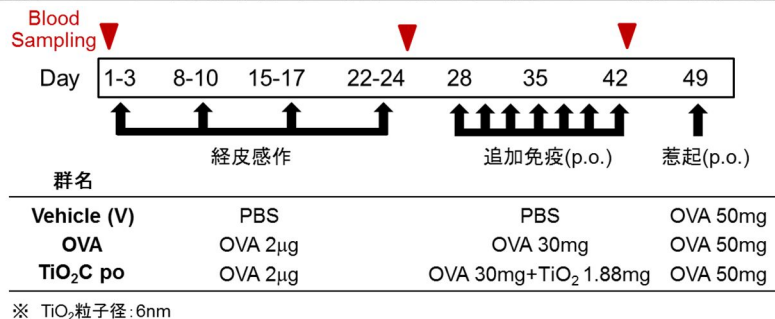 Blood
Sampling
Day 1-3 8-10 15-17 22-24 28 35 42 49
経皮感作 追加免疫(p.o.) 惹起(p.o.)
群名
Vehicle (V) PBS PBS OVA 50mg
OVA OVA 2μg OVA 30mg OVA 50mg
TiO₂C po OVA 2μg OVA 30mg+TiO₂ 1.88mg OVA 50mg
※ TiO₂粒子径:6nm